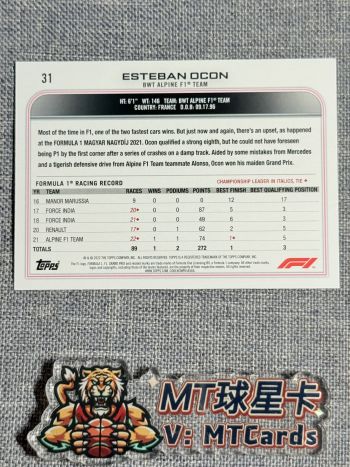 31
ESTEBAN OCON
BWT ALPINE F1® TEAM
HT: 6'1" WT: 146 TEAM: BWT ALPINE F1® TEAM
COUNTRY: FRANCE D.O.B: 09.17.96
Most of the time in F1, one of the two fastest cars wins. But just now and again, there's an upset, as happened
at the FORMULA 1 MAGYAR NAGYDÍJ 2021. Ocon qualified a strong eighth, but he could not have foreseen
being P1 by the first corner after a series of crashes on a damp track. Aided by some mistakes from Mercedes
and a tigerish defensive drive from Alpine F1 Team teammate Alonso, Ocon won his maiden Grand Prix.
FORMULA 1® RACING RECORD
CHAMPIONSHIP LEADER IN ITALICS, TIE ♦
YR TEAM RACES WINS PODIUMS POINTS BEST FINISH BEST QUALIFYING POSITION
16 MANOR MARUSSIA 9 0 0 0 12 17
17 FORCE INDIA 20♦ 0 0 87 5 3
18 FORCE INDIA 21♦ 0 0 49 6 3
20 RENAULT 17♦ 0 1 62 2 5
21 ALPINE F1 TEAM 22♦ 1 1 74 1♦ 5
TOTALS 89 1 2 272 1 3
Topps
F1
MT球星卡
V: MTCards